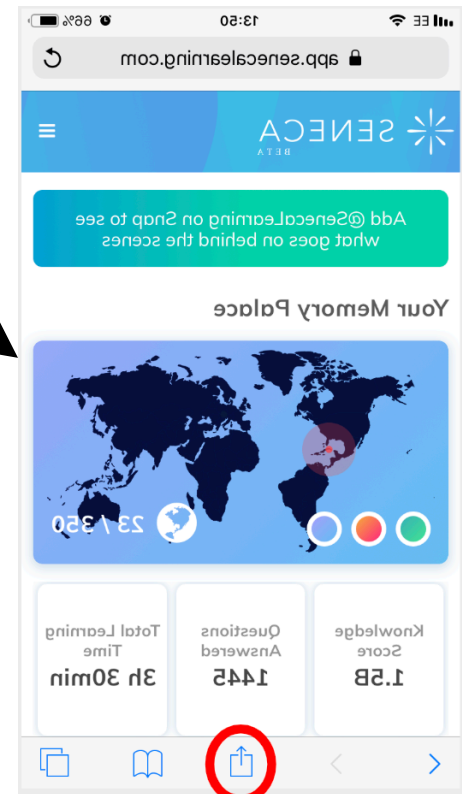 EE 13:50 66%
app.senecalearning.com
SENECA
BETA
Add @SenecaLearning on Snap to see
what goes on behind the scenes
Your Memory Palace
23 / 350
Knowledge
Score
1.5B
Questions
Answered
1445
Total Learning
Time
3h 30min